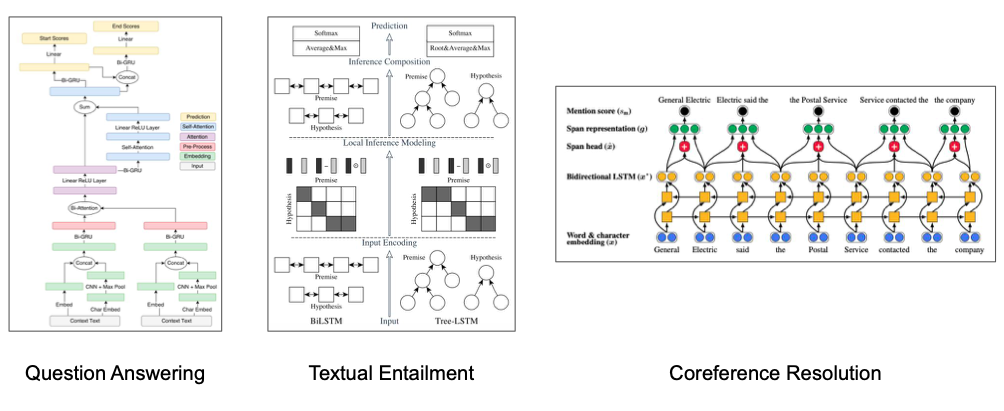 End Scores
Start Scores
Linear
Linear
Bi-GRU
Bi-GRU
Concat
Sum
Linear ReLU Layer
Self-Attention
Bi-GRU
Linear ReLU Layer
Bi-Attention
Bi-GRU
Bi-GRU
Concat
Concat
CNN + Max Pool
CNN + Max Pool
Embed
Char Embed
Embed
Char Embed
Context Text
Context Text
Prediction
Self-Attention
Attention
Pre-Process
Embedding
Input
Question Answering
Prediction
Softmax
Average&Max
Softmax
Root&Average&Max
Inference Composition
Premise
Hypothesis
Premise
Hypothesis
Local Inference Modeling
Premise
Hypothesis
Premise
Hypothesis
Input Encoding
Premise
Hypothesis
Premise
Hypothesis
BiLSTM
Input
Tree-LSTM
Textual Entailment
General Electric
Electric said the
the Postal Service
Service contacted the
the company
Mention score (sm)
Span representation (g)
Span head (x̂)
Bidirectional LSTM (x*)
Word & character
embedding (x)
General
Electric
said
the
Postal
Service
contacted
the
company
Coreference Resolution